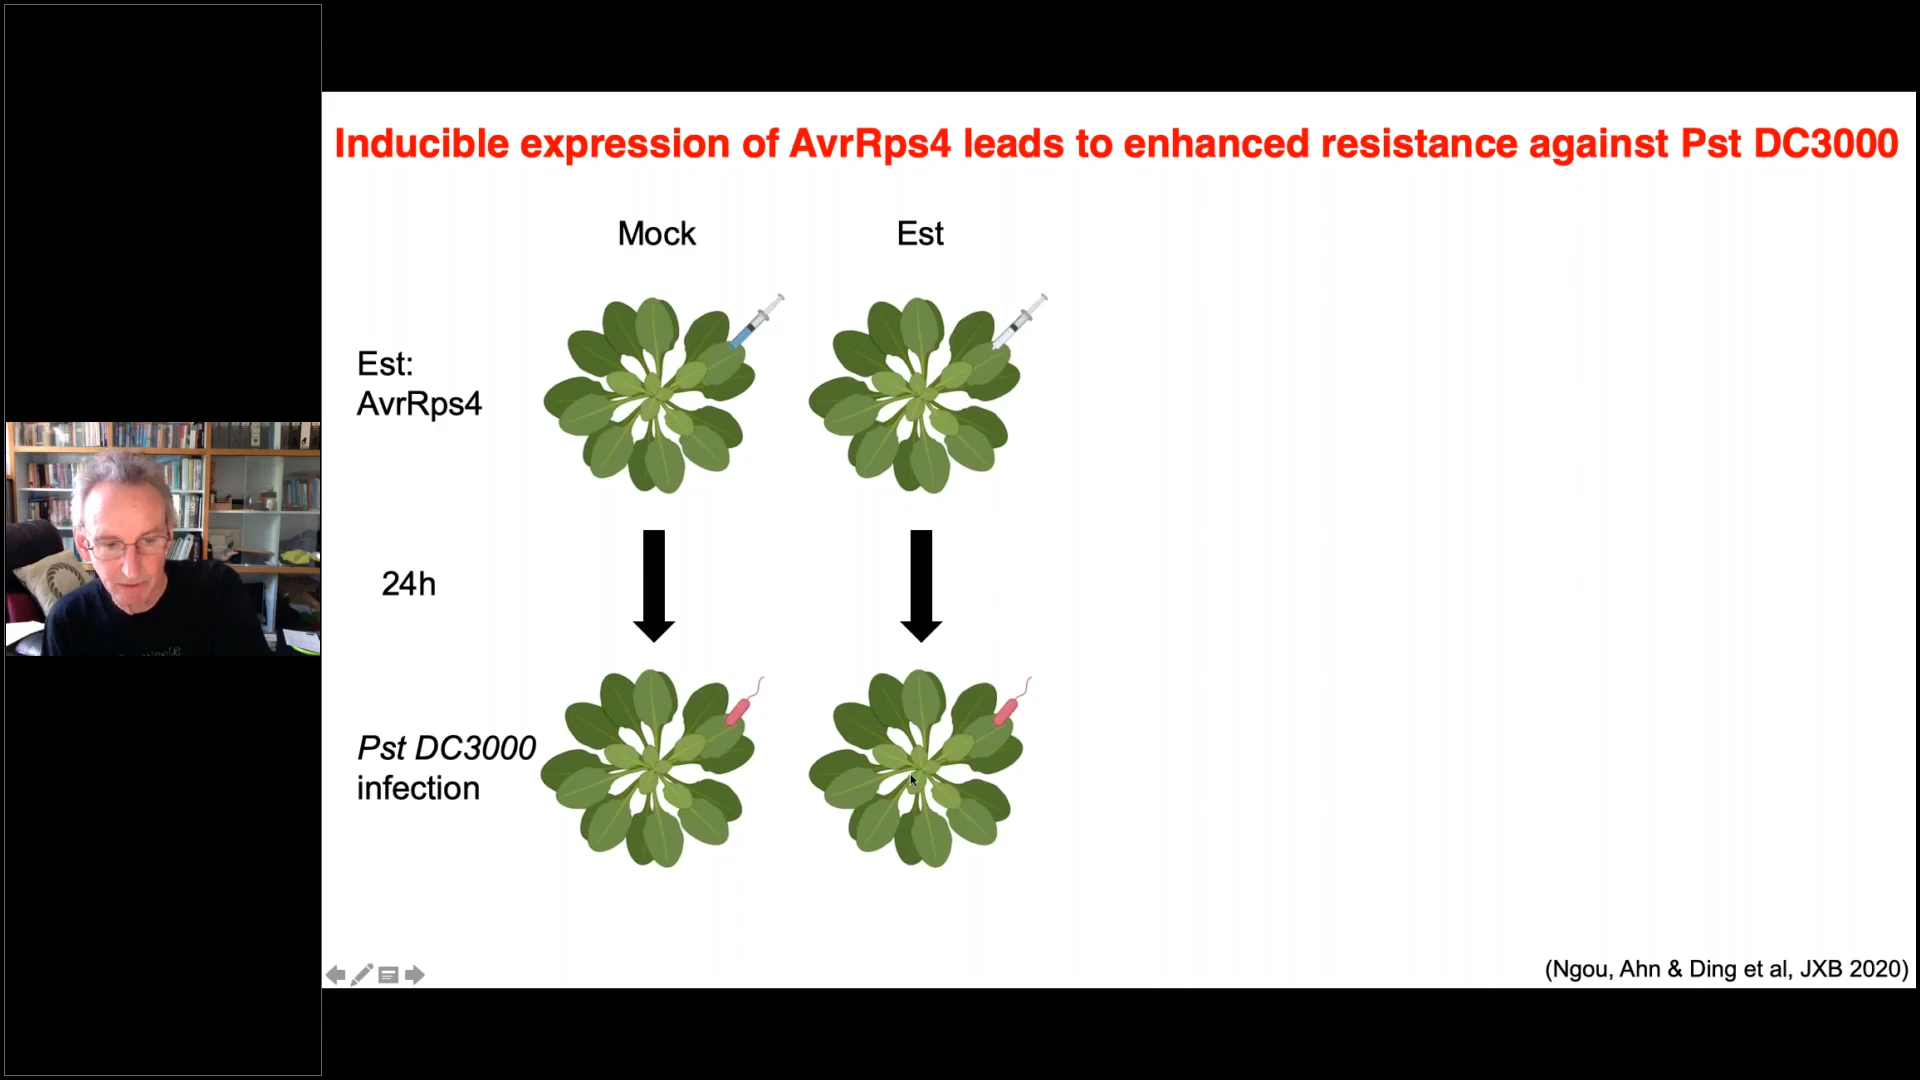 Inducible expression of AvrRps4 leads to enhanced resistance against Pst DC3000
Mock
Est
Est:
AvrRps4
24h
Pst DC3000
infection
(Ngou, Ahn & Ding et al, JXB 2020)